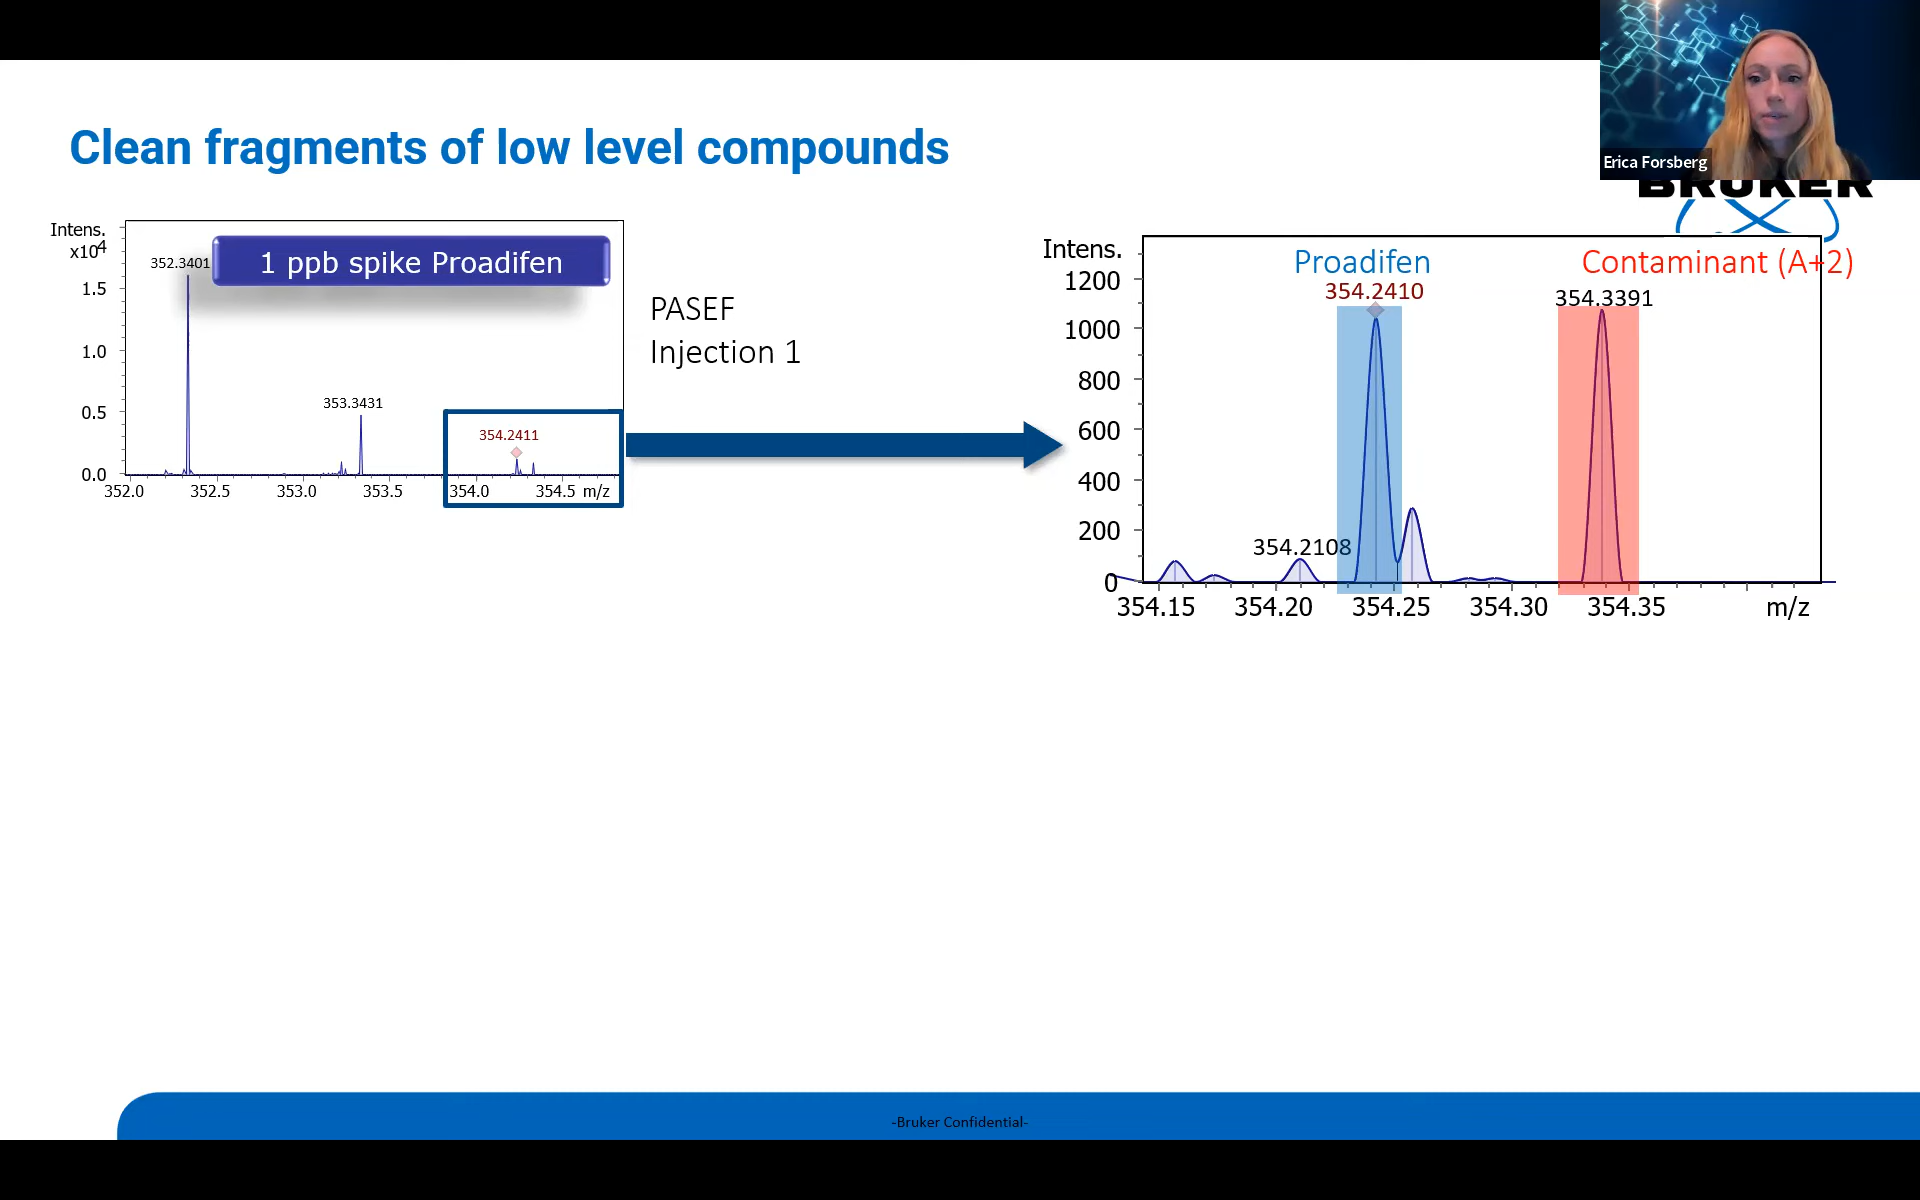 Erica Forsberg
BRUKER
Clean fragments of low level compounds
Intens.
x10⁴
352.3401
1 ppb spike Proadifen
1.5
1.0
0.5
0.0
353.3431
354.2411
352.0 352.5 353.0 353.5 354.0 354.5 m/z
PASEF
Injection 1
Intens.
Proadifen
Contaminant (A+2)
354.2410
354.3391
1200
1000
800
600
400
200
0
354.2108
354.15 354.20 354.25 354.30 354.35 m/z
-Bruker Confidential-